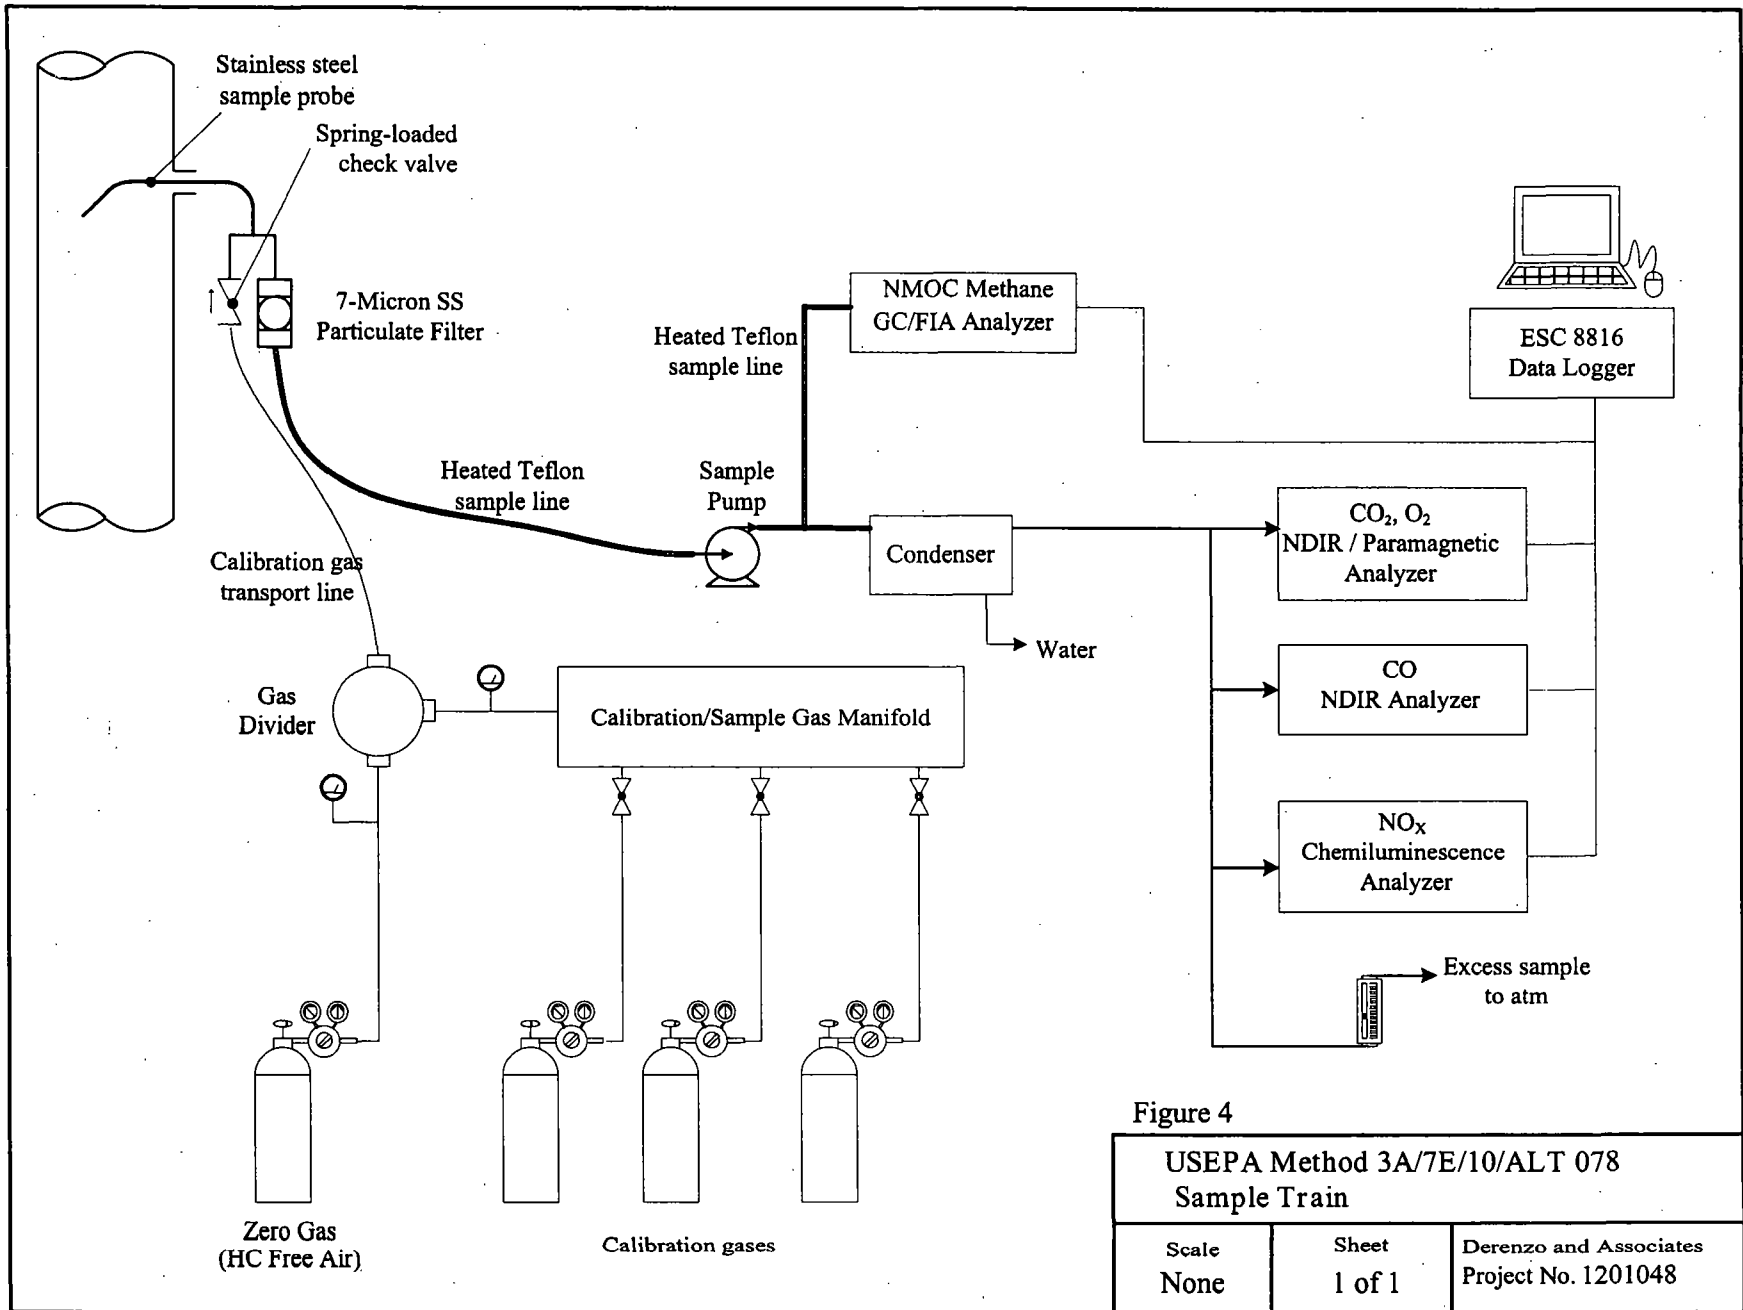 Stainless steel
sample probe
Spring-loaded
check valve
7-Micron SS
Particulate Filter
Heated Teflon
sample line
NMOC Methane
GC/FIA Analyzer
ESC 8816
Data Logger
Heated Teflon
sample line
Sample
Pump
Condenser
CO₂, O₂
NDIR / Paramagnetic
Analyzer
Calibration gas
transport line
Water
CO
NDIR Analyzer
Gas
Divider
Calibration/Sample Gas Manifold
NOX
Chemiluminescence
Analyzer
Excess sample
to atm
Zero Gas
(HC Free Air)
Calibration gases
Figure 4
USEPA Method 3A/7E/10/ALT 078
Sample Train
Scale
None
Sheet
1 of 1
Derenzo and Associates
Project No. 1201048